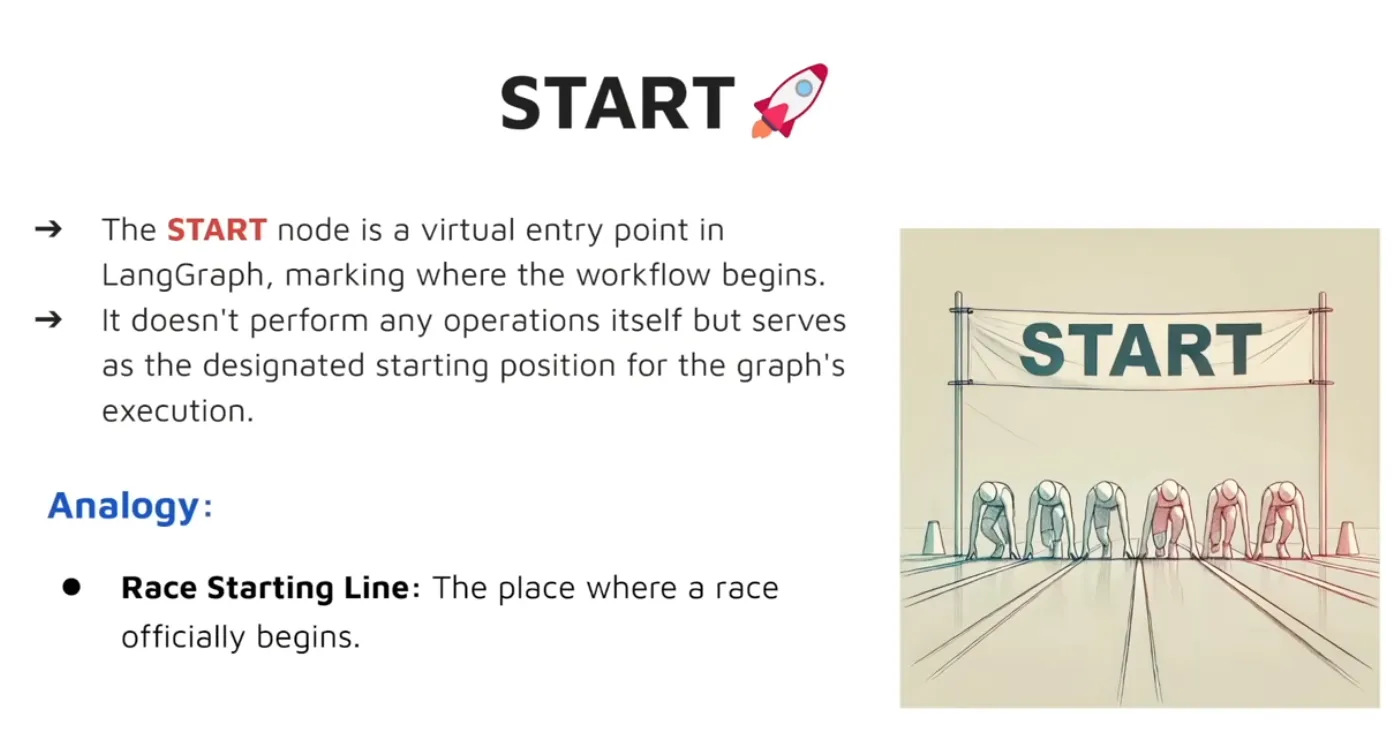 START 🚀
➔ The START node is a virtual entry point in
LangGraph, marking where the workflow begins.
➔ It doesn't perform any operations itself but serves
as the designated starting position for the graph's
execution.
START
Analogy:
● Race Starting Line: The place where a race
officially begins.